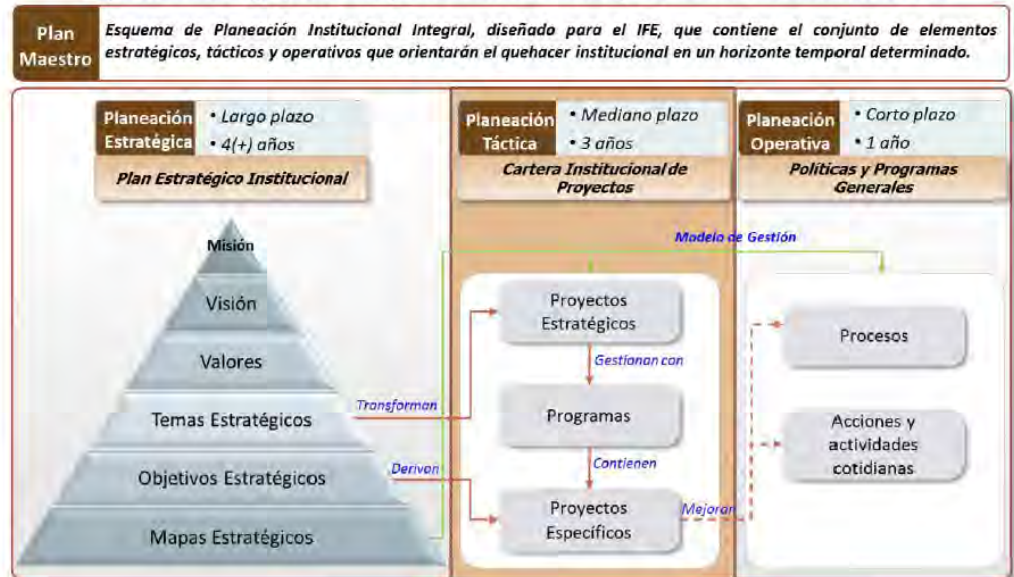 Plan
Maestro
Esquema de Planeación Institucional Integral, diseñado para el IFE, que contiene el conjunto de elementos
estratégicos, tácticos y operativos que orientarán el quehacer institucional en un horizonte temporal determinado.
Planeación
Estratégica
• Largo plazo
• 4(+) años
Plan Estratégico Institucional
Misión
Visión
Valores
Temas Estratégicos
Objetivos Estratégicos
Mapas Estratégicos
Transforman
Derivan
Planeación
Táctica
• Mediano plazo
• 3 años
Cartera Institucional de
Proyectos
Proyectos
Estratégicos
Gestionan con
Programas
Contienen
Proyectos
Específicos
Mejoran
Planeación
Operativa
• Corto plazo
• 1 año
Políticas y Programas
Generales
Modelo de Gestión
Procesos
Acciones y
actividades
cotidianas